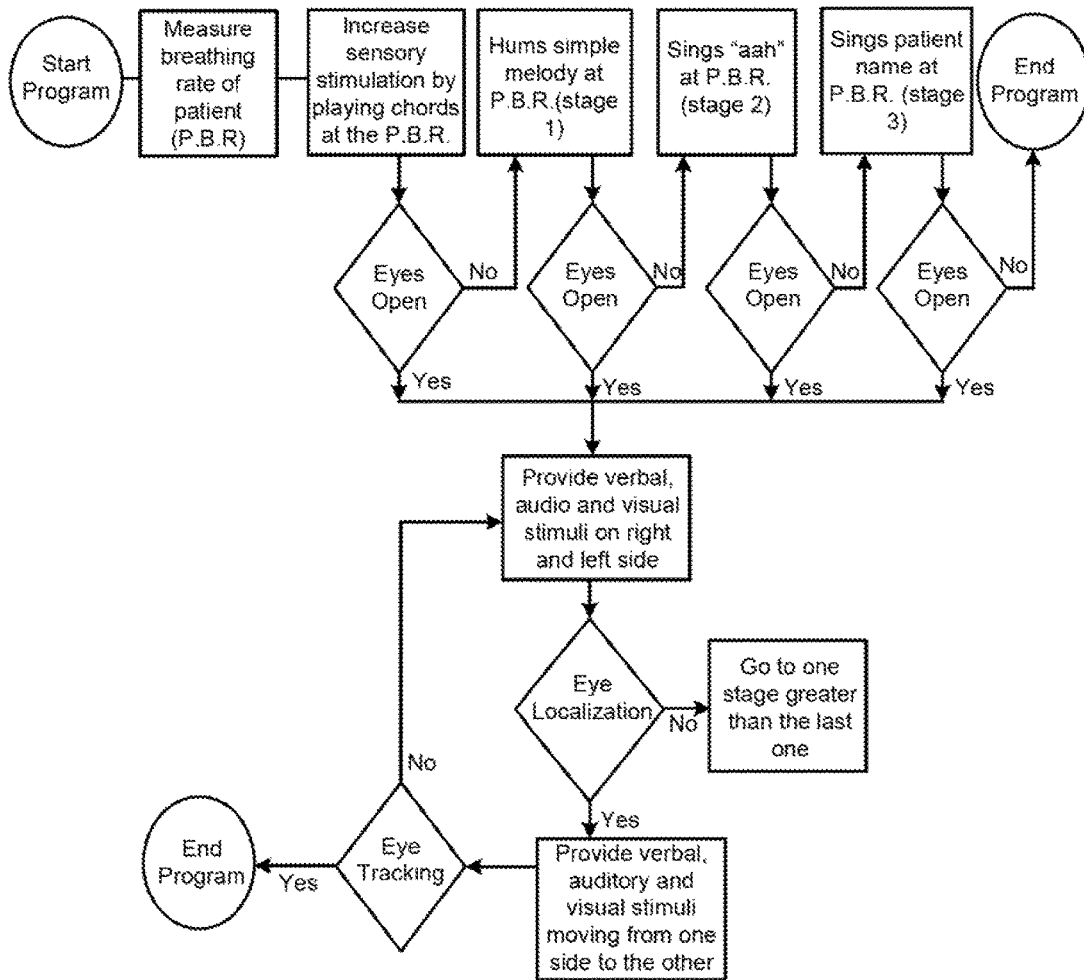 Start
Program
Measure
breathing
rate of
patient
(P.B.R)
Increase
sensory
stimulation by
playing chords
at the P.B.R.
Hums simple
melody at
P.B.R.(stage
1)
Sings "aah"
at P.B.R.
(stage 2)
Sings patient
name at
P.B.R. (stage
3)
End
Program
Eyes
Open
No
Eyes
Open
No
Eyes
Open
No
Eyes
Open
No
Yes
Yes
Yes
Yes
Provide verbal,
audio and visual
stimuli on right
and left side
Eye
Localization
No
Go to one
stage greater
than the last
one
Yes
Provide verbal,
auditory and
visual stimuli
moving from one
side to the other
No
Eye
Tracking
Yes
End
Program